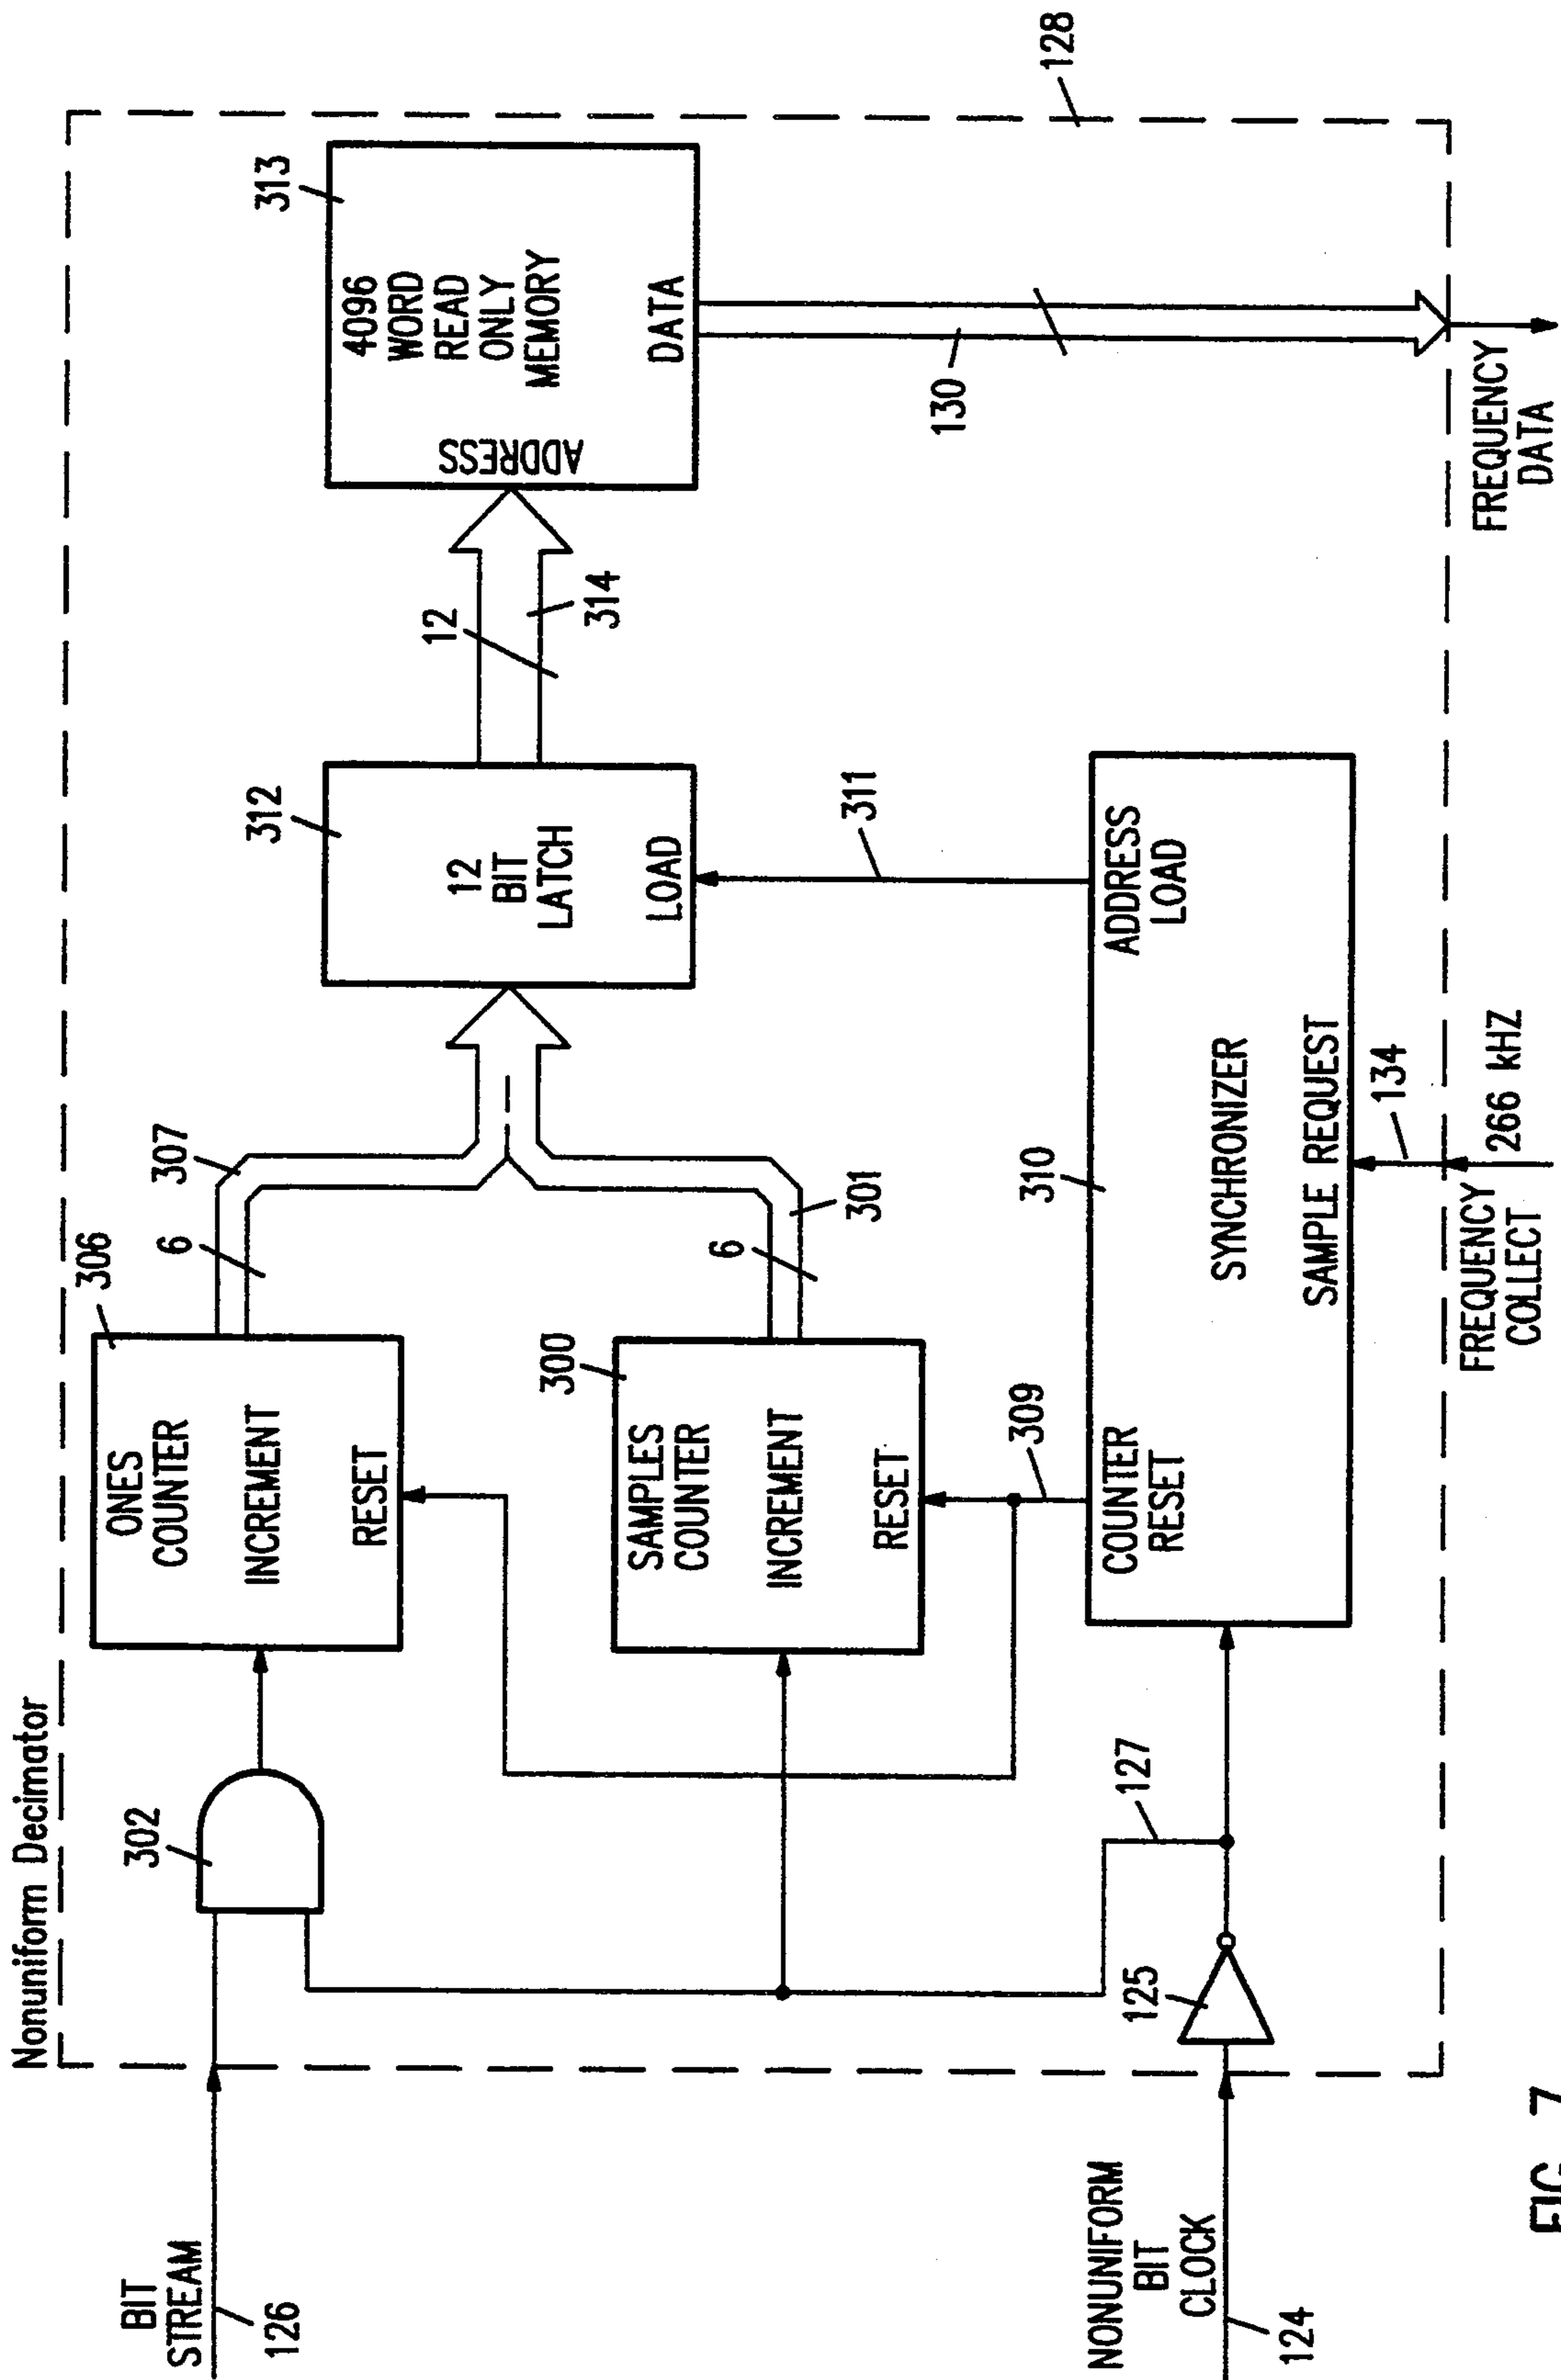 Nonuniform Decimator
BIT
STREAM
126
302
306
ONES
COUNTER
INCREMENT
RESET
6
307
312
12
BIT
LATCH
LOAD
12
314
313
4096
WORD
READ
ONLY
MEMORY
ADDRESS
DATA
128
300
SAMPLES
COUNTER
INCREMENT
RESET
6
301
311
130
127
309
NONUNIFORM
BIT
CLOCK
124
125
COUNTER
RESET
310
SYNCHRONIZER
ADDRESS
LOAD
SAMPLE REQUEST
134
FREQUENCY
COLLECT
266 kHZ
FREQUENCY
DATA
FIG. 7